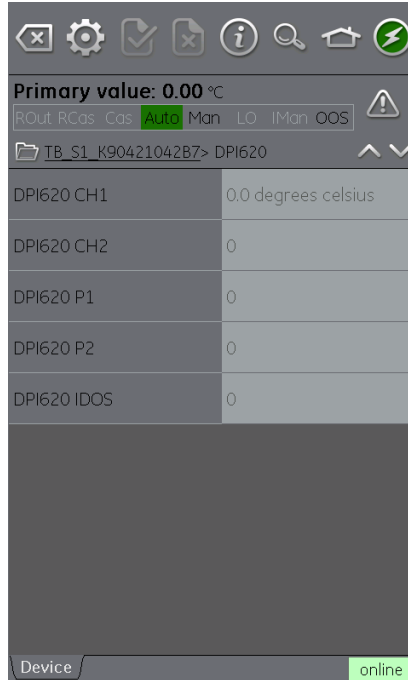 Primary value: 0.00 °C
ROut RCas Cas Auto Man LO IMan OOS
TB_S1_K90421042B7> DPI620
DPI620 CH1 0.0 degrees celsius
DPI620 CH2 0
DPI620 P1 0
DPI620 P2 0
DPI620 IDOS 0
Device online